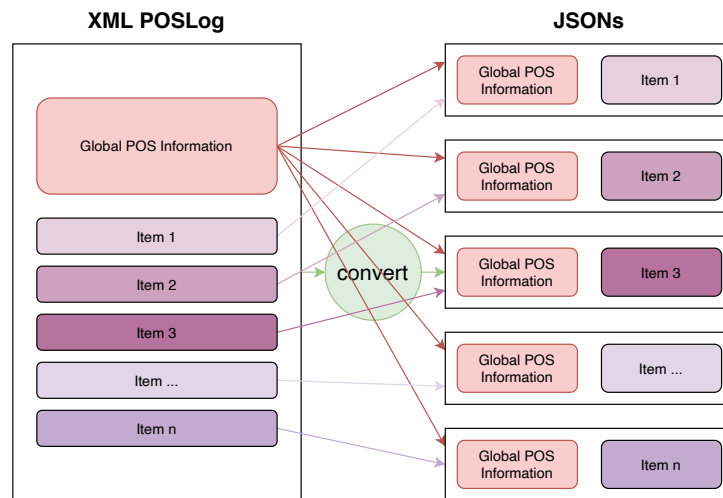 XML POSLog
JSONs
Global POS Information
Item 1
Item 2
Item 3
Item ...
Item n
convert
Global POS
Information
Item 1
Global POS
Information
Item 2
Global POS
Information
Item 3
Global POS
Information
Item ...
Global POS
Information
Item n